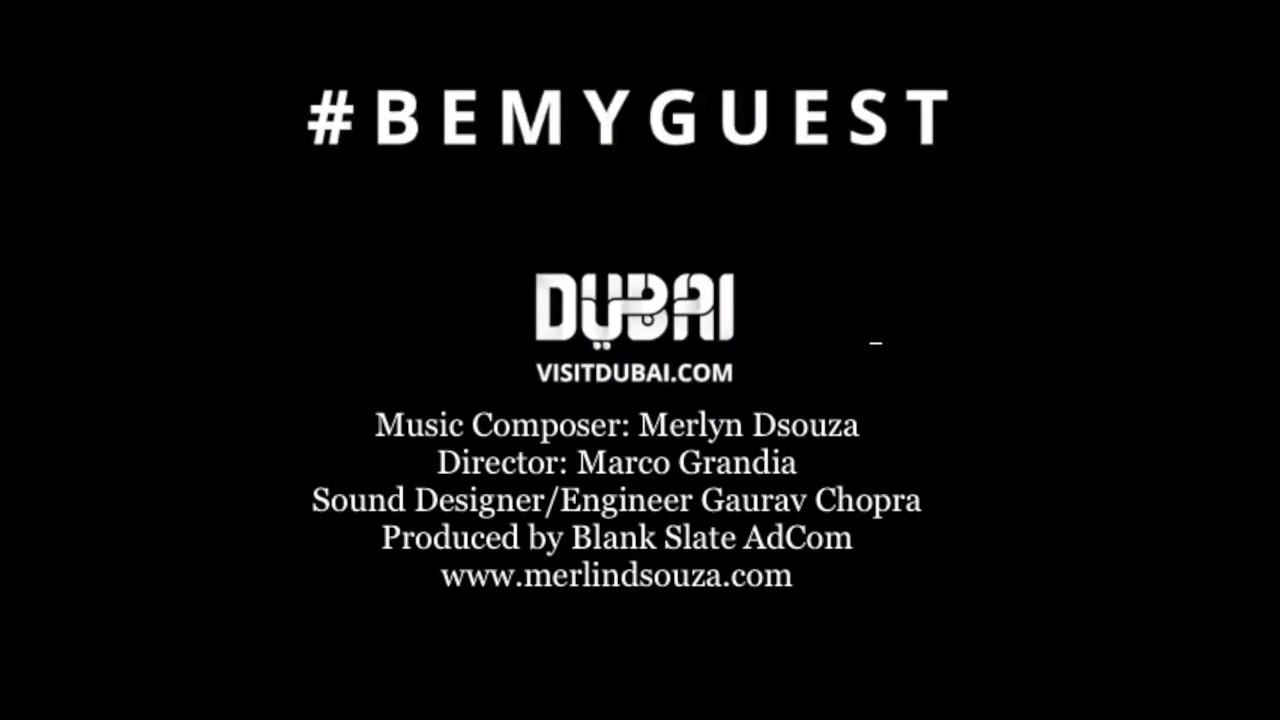 #BEMYGUEST
DUBAI
VISITDUBAI.COM
Music Composer: Merlyn Dsouza
Director: Marco Grandia
Sound Designer/Engineer Gaurav Chopra
Produced by Blank Slate AdCom
www.merlindsouza.com